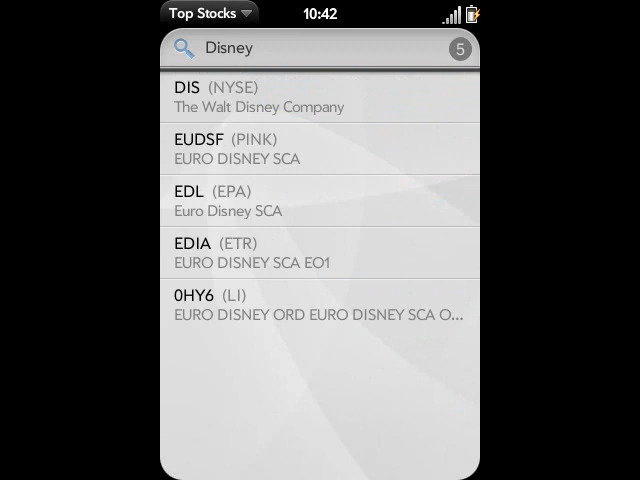 Top Stocks 10:42
Disney 5
DIS (NYSE)
The Walt Disney Company
EUDSF (PINK)
EURO DISNEY SCA
EDL (EPA)
Euro Disney SCA
EDIA (ETR)
EURO DISNEY SCA EO1
0HY6 (LI)
EURO DISNEY ORD EURO DISNEY SCA O...